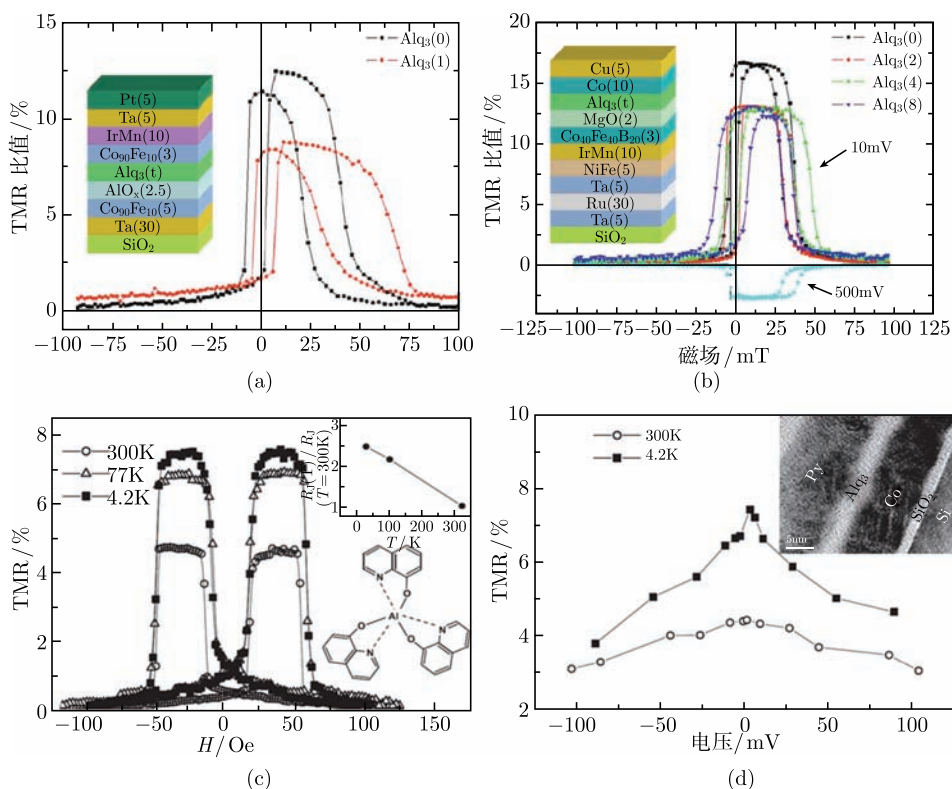 TMR 比值/%
15
10
5
0
Alq₃(0)
Alq₃(1)
Pt(5)
Ta(5)
IrMn(10)
Co₉₀Fe₁₀(3)
Alq₃(t)
AlOₓ(2.5)
Co₉₀Fe₁₀(5)
Ta(30)
SiO₂
−100 −75 −50 −25 0 25 50 75 100
(a)
TMR 比值/%
20
15
10
5
0
Alq₃(0)
Alq₃(2)
Alq₃(4)
Alq₃(8)
Cu(5)
Co(10)
Alq₃(t)
MgO(2)
Co₄₀Fe₄₀B₂₀(3)
IrMn(10)
NiFe(5)
Ta(5)
Ru(30)
Ta(5)
SiO₂
10mV
500mV
−125 −100 −75 −50 −25 0 25 50 75 100 125
磁场/mT
(b)
TMR/%
8
6
4
2
0
300K
77K
4.2K
R_J(T)/R_J
(T=300K)
1
0 100 200 300
T/K
N
O
Al
O
N
O
N
−100 −50 0 50 100 150
H/Oe
(c)
TMR/%
10
8
6
4
2
300K
4.2K
Py
Alq₃
Co
SiO₂
Si
5nm
−100 −50 0 50 100
电压/mV
(d)